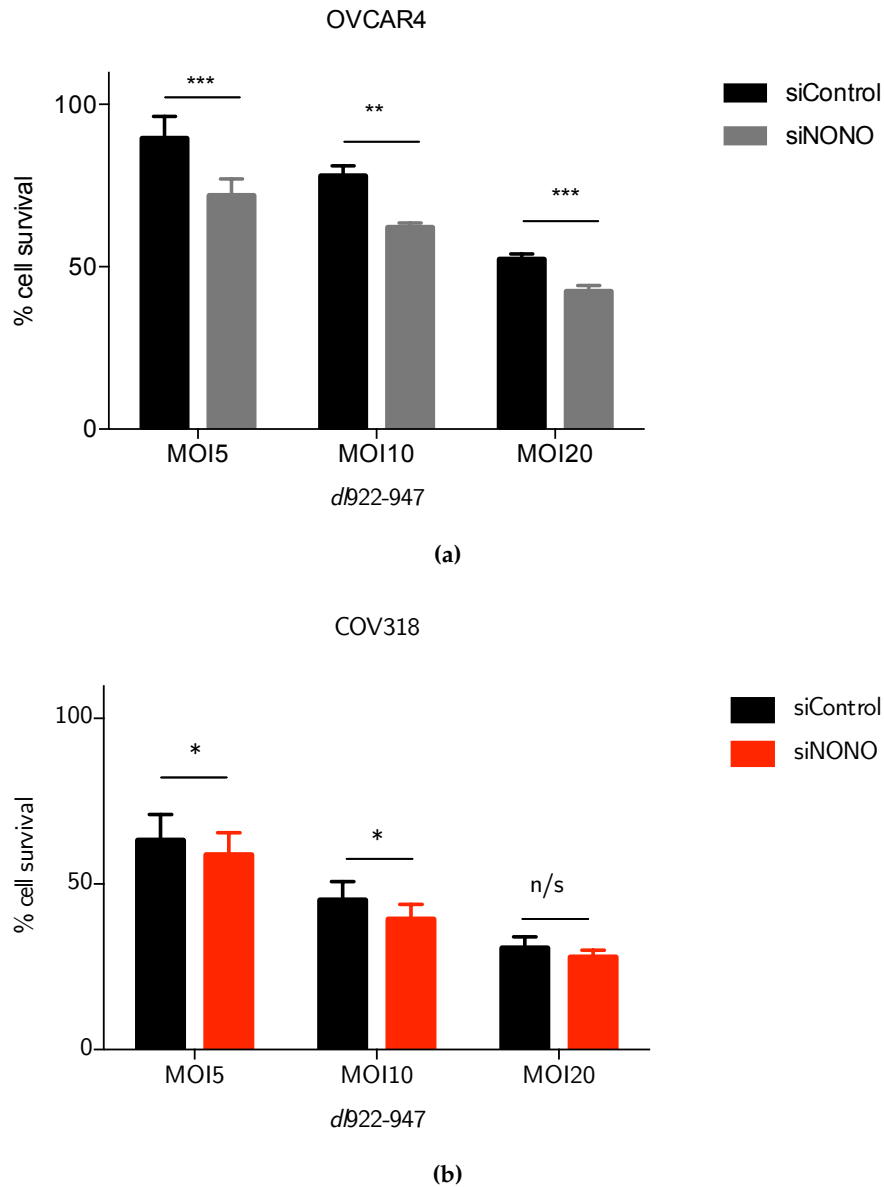 OVCAR4
***
**
***
siControl
siNONO
% cell survival
100
50
0
MOI5 MOI10 MOI20
dl922-947
(a)
COV318
*
*
n/s
siControl
siNONO
% cell survival
100
50
0
MOI5 MOI10 MOI20
dl922-947
(b)